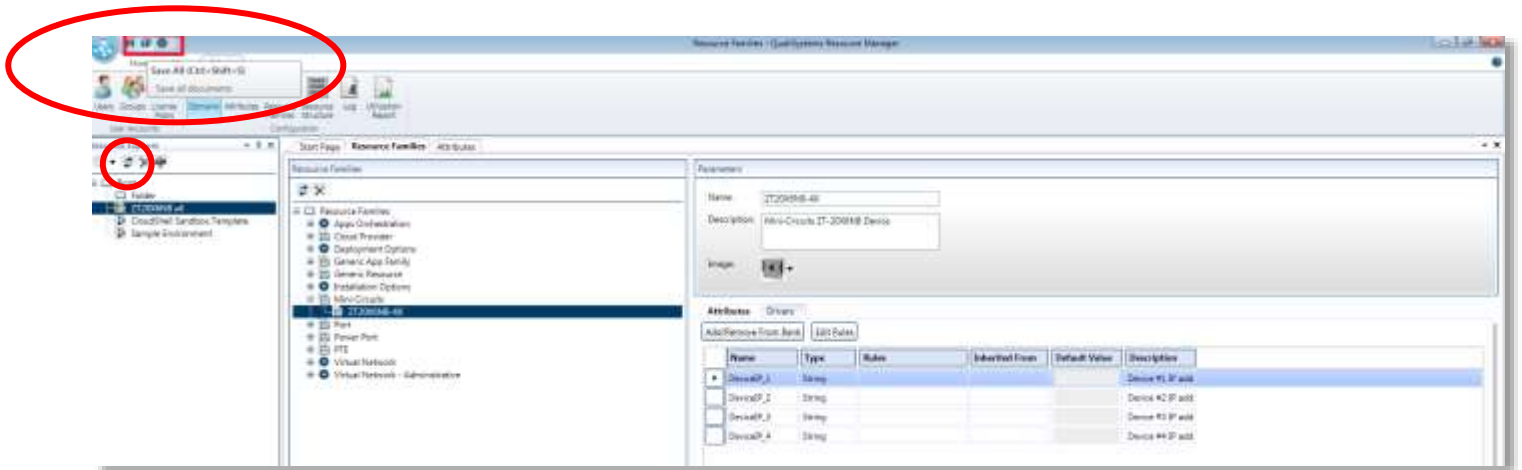 Resource Families - QualiSystems Resource Manager
Save All (Ctrl+Shift+S)
Save all documents
Users Groups License Domains Attributes Resource Log Utilization
Structure Report
User Accounts Configuration
Start Page Resource Families Attributes
Resource Families
Parameters
Folder
CloudShell Sandbox Template
Sample Environment
Resource Families
Apps Orchestration
Cloud Provider
Deployment Options
Generic App Family
Generic Resource
Installation Options
Mini-Circuits
Port
Power Port
PTE
Virtual Network
Virtual Network - Administrative
Name
Description Mini-Circuits Device
Image
Attributes Drivers
Add/Remove From Bank Edit Rules
Name Type Rules Inherited From Default Value Description
DeviceIP_1 String Device #1 IP add
DeviceIP_2 String Device #2 IP add
DeviceIP_3 String Device #3 IP add
DeviceIP_4 String Device #4 IP add